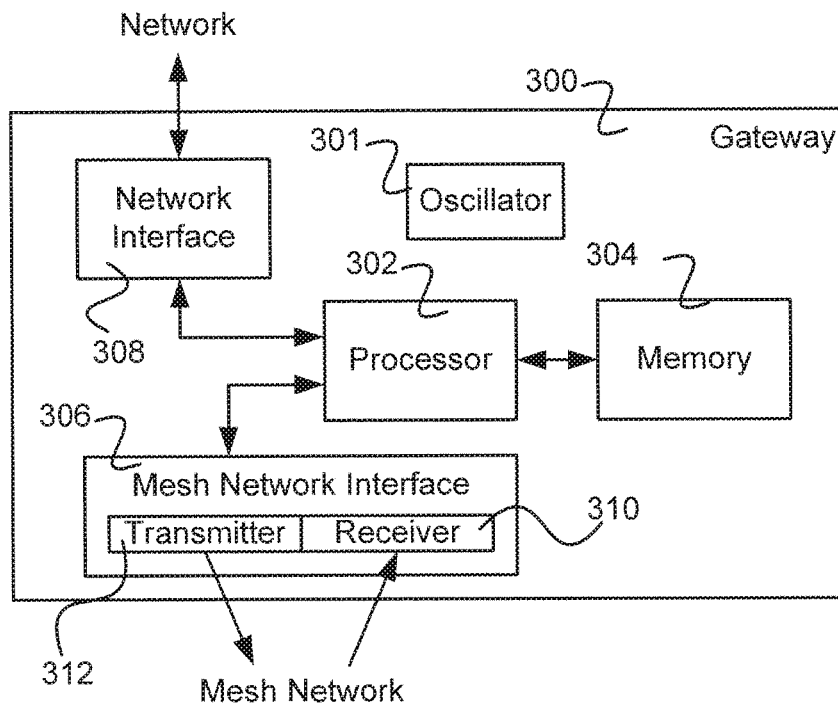 Network
300
Gateway
301
Oscillator
Network
Interface
308
302
Processor
304
Memory
306
Mesh Network Interface
Transmitter
Receiver
310
312
Mesh Network